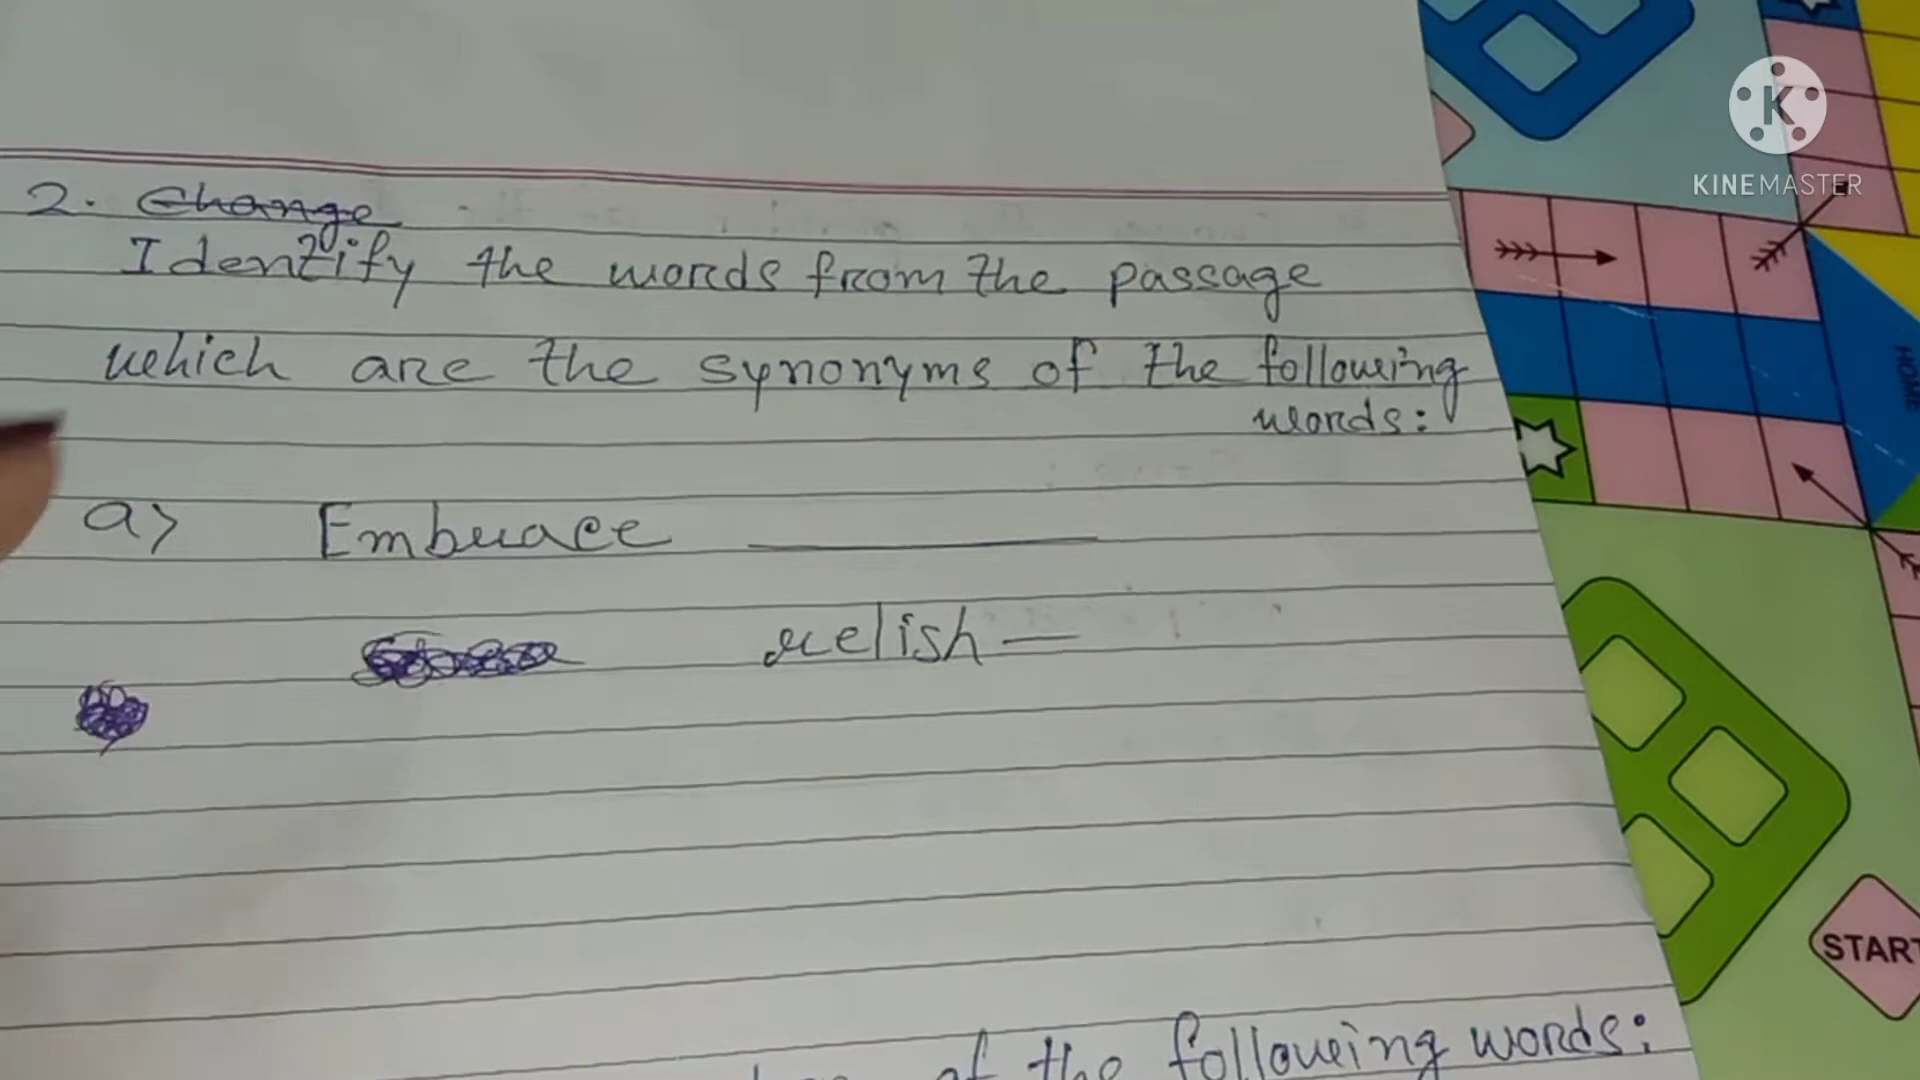 2. Change
Identify the words from the passage
which are the synonyms of the following
words:
a) Embrace
relish —
of the following words:
KINEMASTER
HOME
START